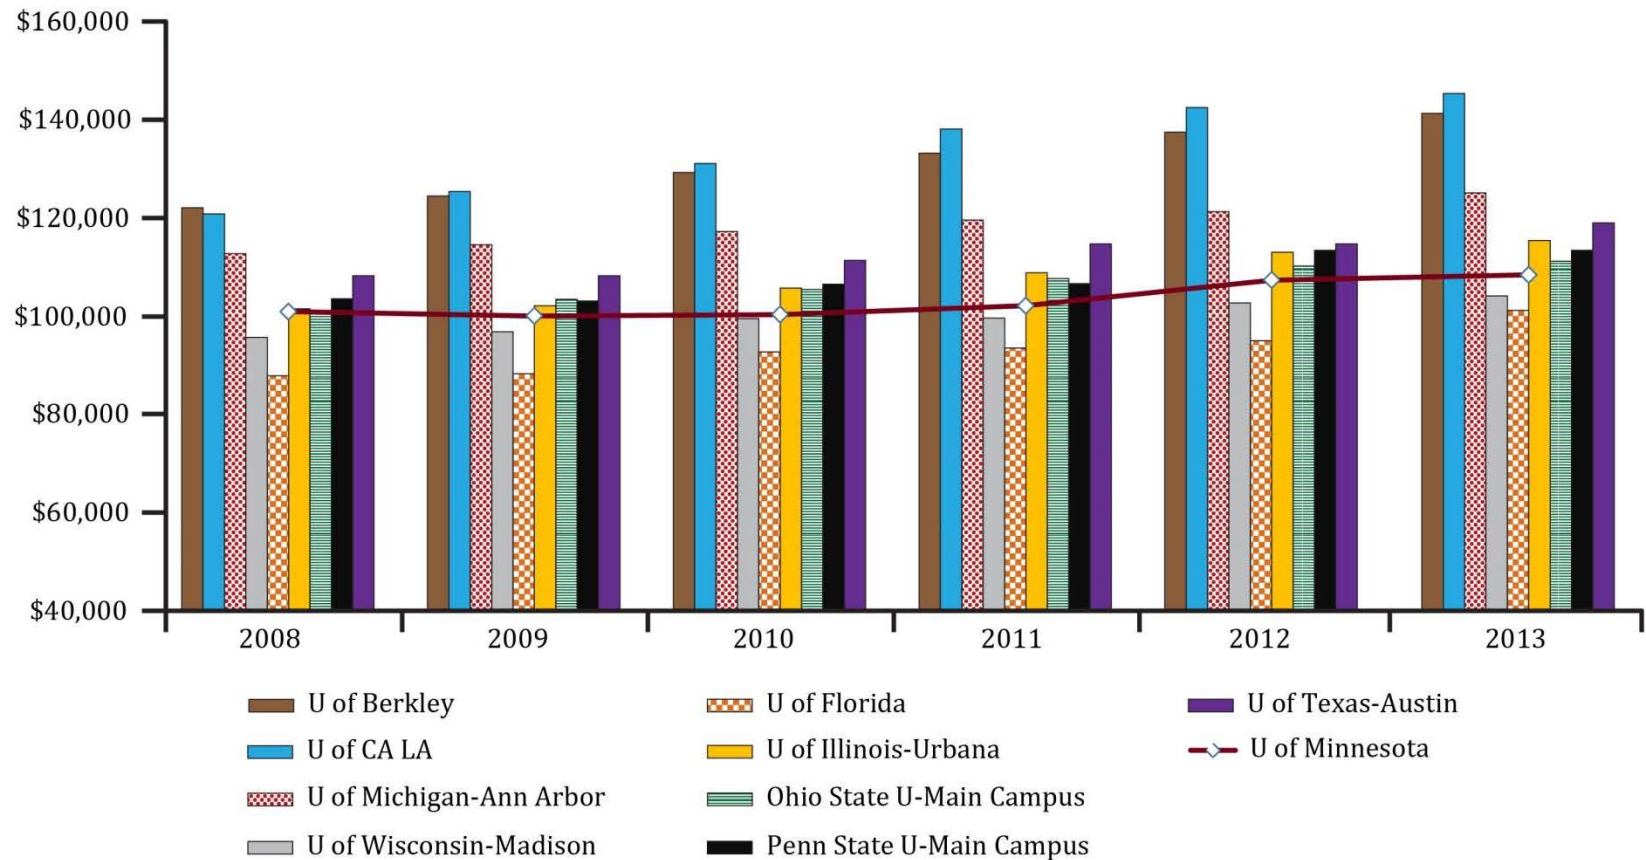 $160,000
$140,000
$120,000
$100,000
$80,000
$60,000
$40,000
2008 2009 2010 2011 2012 2013
U of Berkley U of Florida U of Texas-Austin
U of CA LA U of Illinois-Urbana U of Minnesota
U of Michigan-Ann Arbor Ohio State U-Main Campus
U of Wisconsin-Madison Penn State U-Main Campus